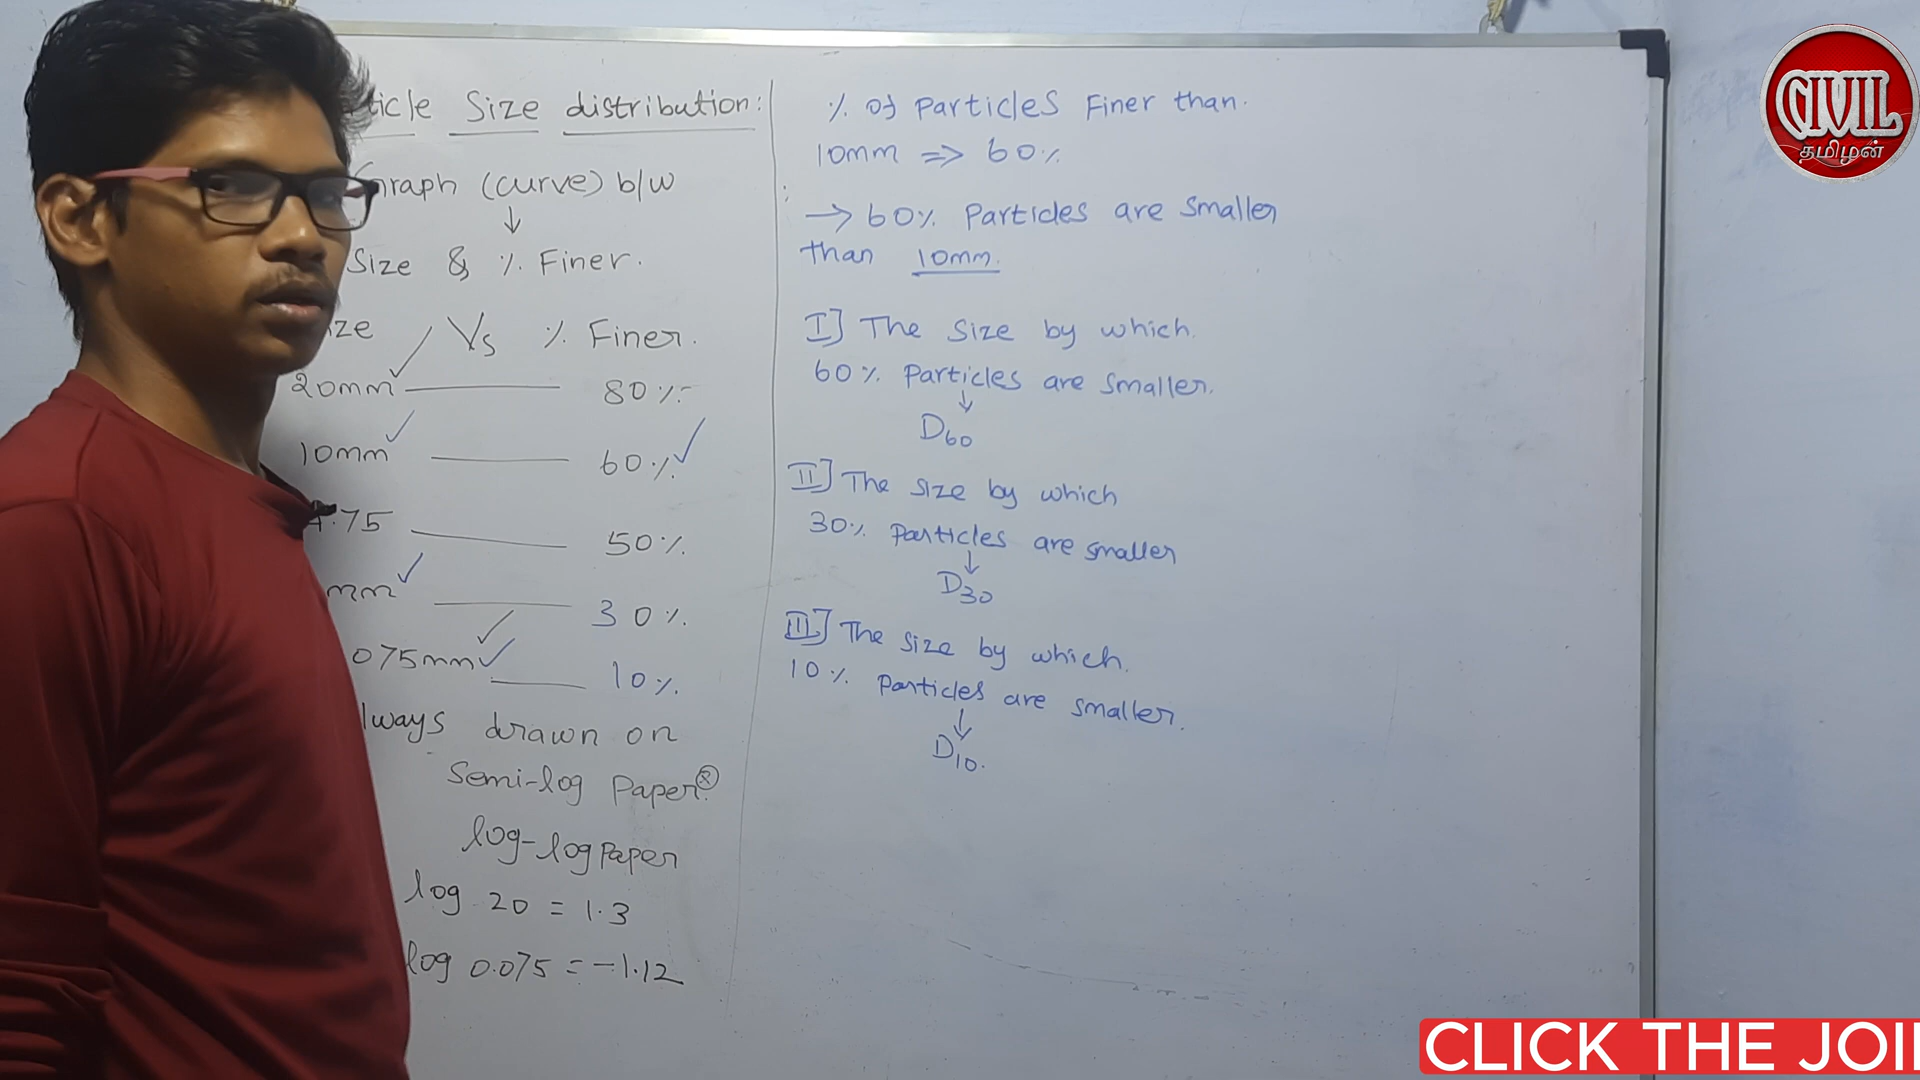 ticle Size distribution:
Graph (curve) b/w
↓
Size & % Finer.
ize Vs % Finer.
20mm 80%
10mm 60%
4.75 50%
mm 30%
075mm 10%
lways drawn on
Semi-log Paper
log-log Paper
log 20 = 1.3
log 0.075 = -1.12
% of Particles Finer than.
10mm => 60%
→ 60% Particles are smaller
than 10mm.
I] The Size by which.
60% Particles are smaller.
↓
D60
II] The size by which
30% Particles are smaller
↓
D30
III] The size by which.
10% Particles are smaller.
↓
D10.
CIVIL
தமிழன்
CLICK THE JOI